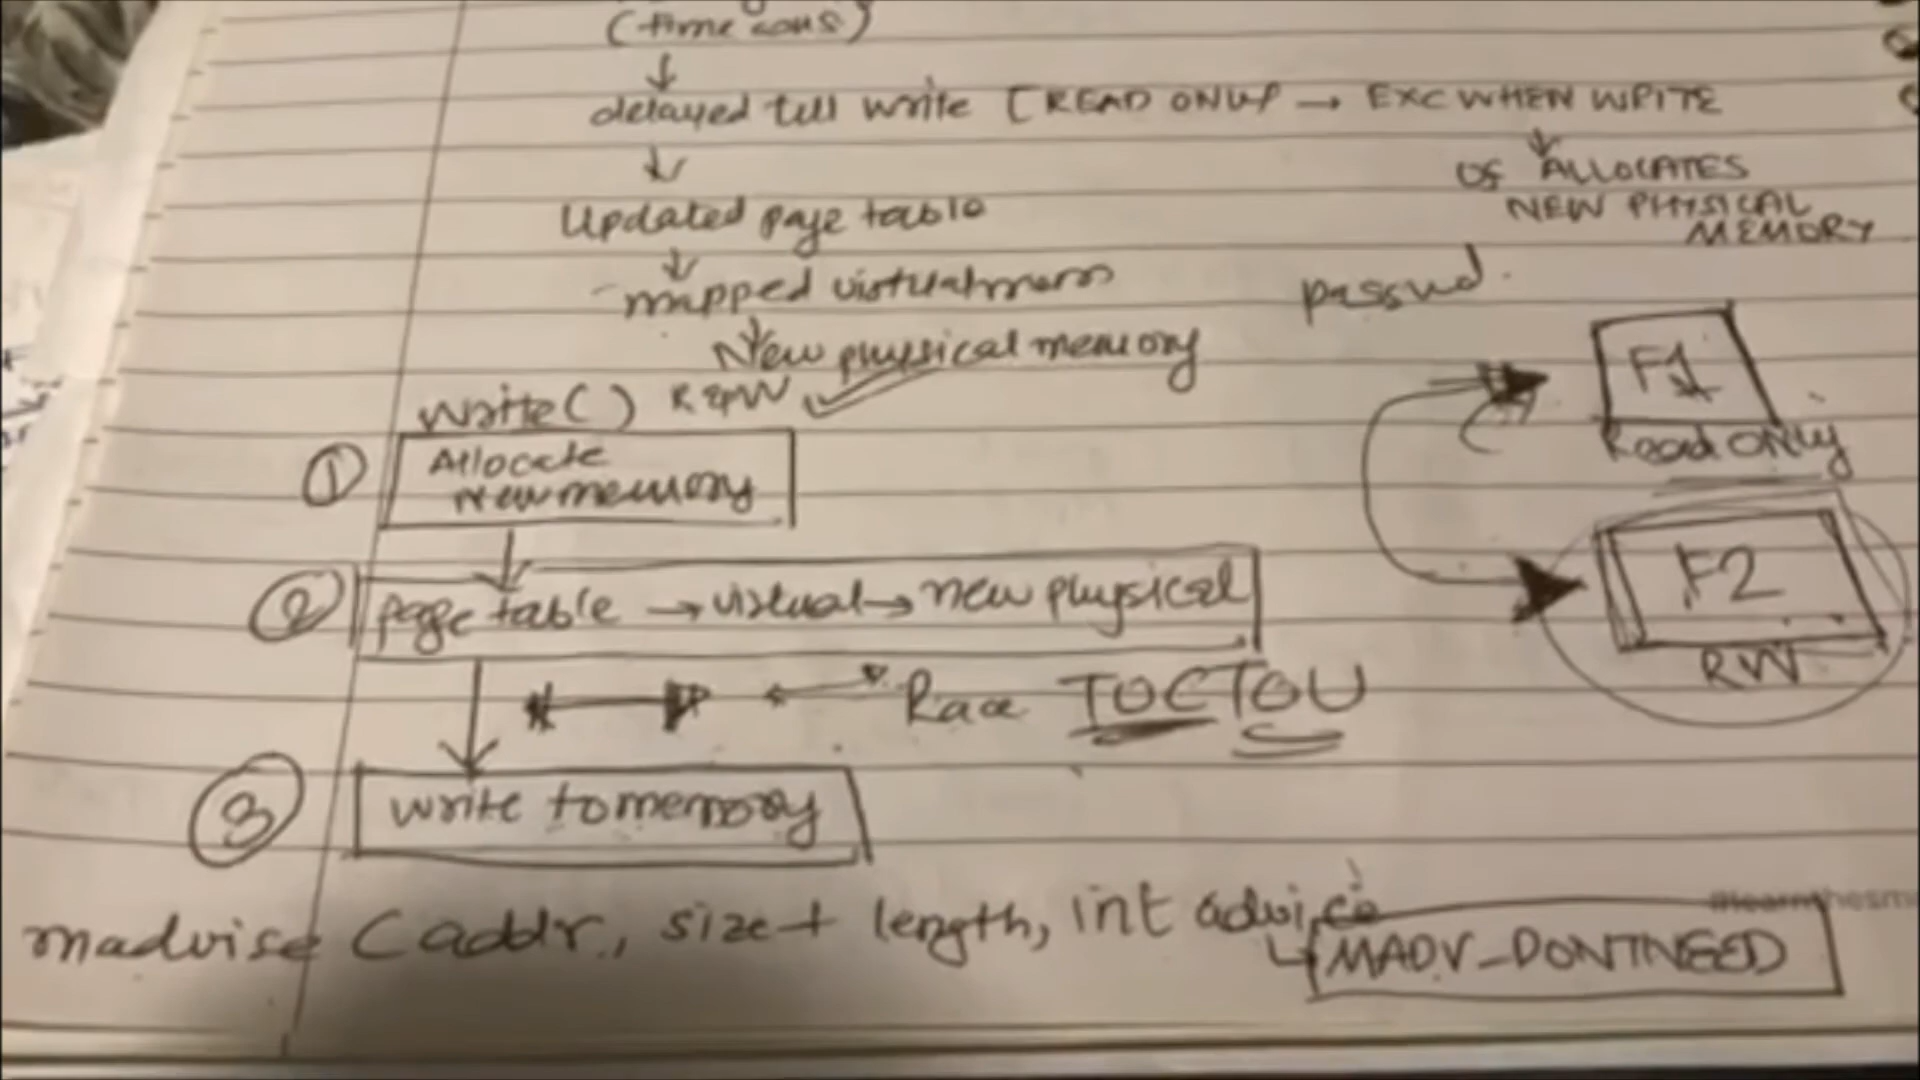 (time cons)
delayed till write [READ ONLY → EXC WHEN WRITE
OS ALLOCATES
NEW PHYSICAL
MEMORY
Updated page table
mapped virtual mem
New physical memory
passwd.
F1
Read ONLY
Write( ) R & W
① Allocate
New memory
② page table → virtual → new physical
F2
RW
Race TOCTOU
③ write to memory
madvise (addr, size t length, int advice
MADV_DONTNEED